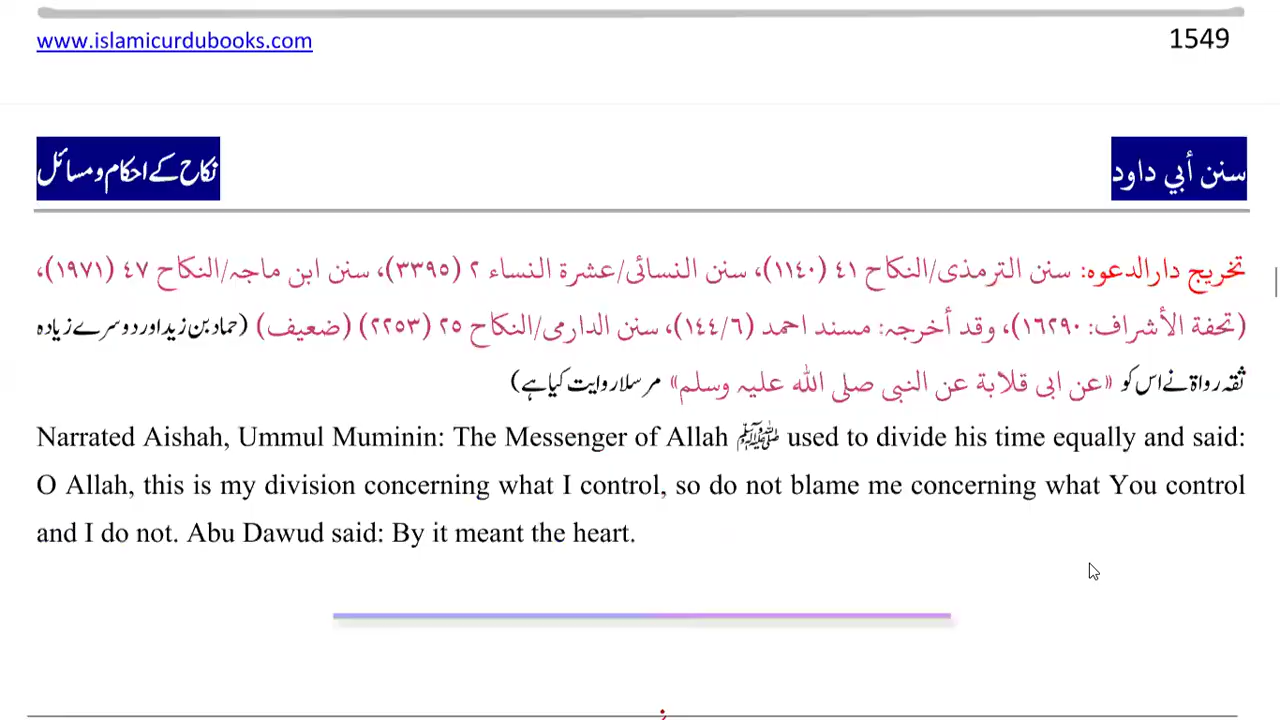 www.islamicurdubooks.com 1549
سنن أبي داود نکاح کے احکام و مسائل
تخریج دارالدعوہ: سنن الترمذی/النکاح ٤١ (١١٤٠)، سنن النسائی/عشرة النساء ٢ (٣٣٩٥)، سنن ابن ماجہ/النکاح ٤٧ (١٩٧١)،
(تحفة الأشراف: ١٦٢٩٠)، وقد أخرجہ: مسند احمد (١٤٤/٦)، سنن الدارمی/النکاح ٢٥ (٢٢٥٣) (ضعیف) (حماد بن زید اور دوسرے زیادہ
ثقہ رواۃ نے اس کو «عن ابی قلابة عن النبی صلی اللہ علیہ وسلم» مرسلا روایت کیا ہے)
Narrated Aishah, Ummul Muminin: The Messenger of Allah ﷺ used to divide his time equally and said:
O Allah, this is my division concerning what I control, so do not blame me concerning what You control
and I do not. Abu Dawud said: By it meant the heart.